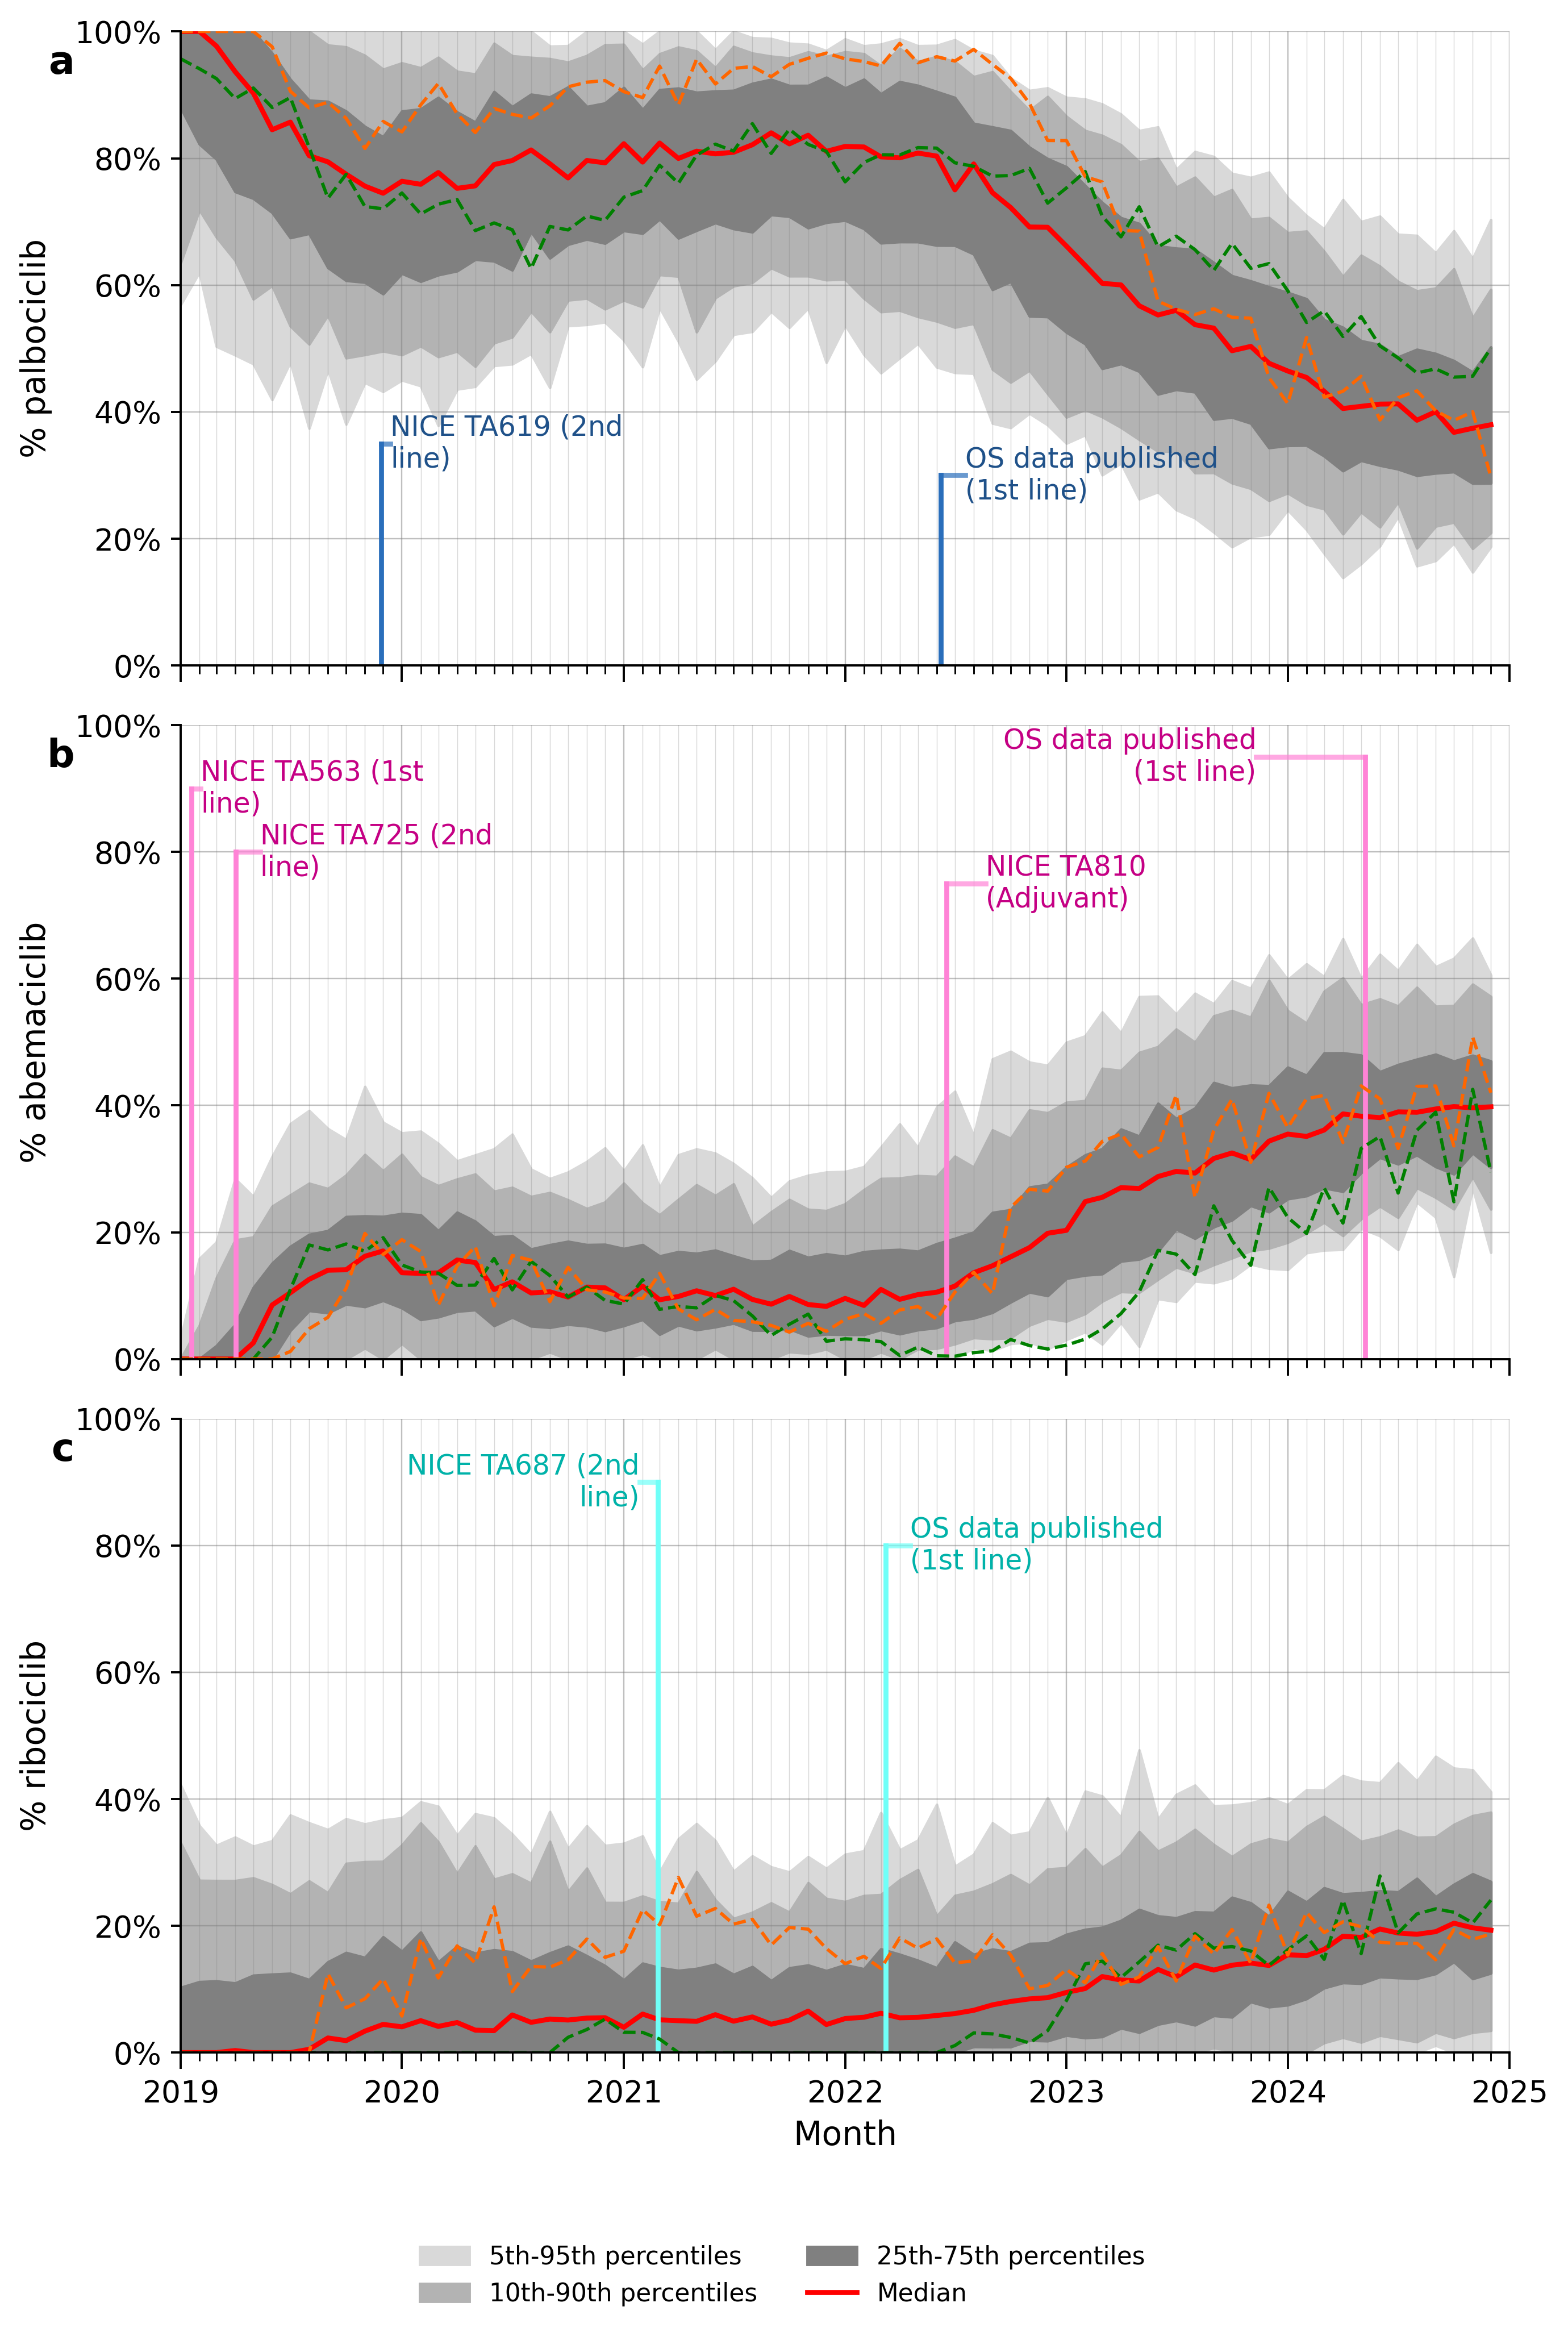 a
100%
80%
60%
40%
20%
0%
% palbociclib
NICE TA619 (2nd
line)
OS data published
(1st line)
b
100%
80%
60%
40%
20%
0%
% abemaciclib
NICE TA563 (1st
line)
NICE TA725 (2nd
line)
OS data published
(1st line)
NICE TA810
(Adjuvant)
c
100%
80%
60%
40%
20%
0%
% ribociclib
NICE TA687 (2nd
line)
OS data published
(1st line)
2019 2020 2021 2022 2023 2024 2025
Month
5th-95th percentiles
10th-90th percentiles
25th-75th percentiles
Median